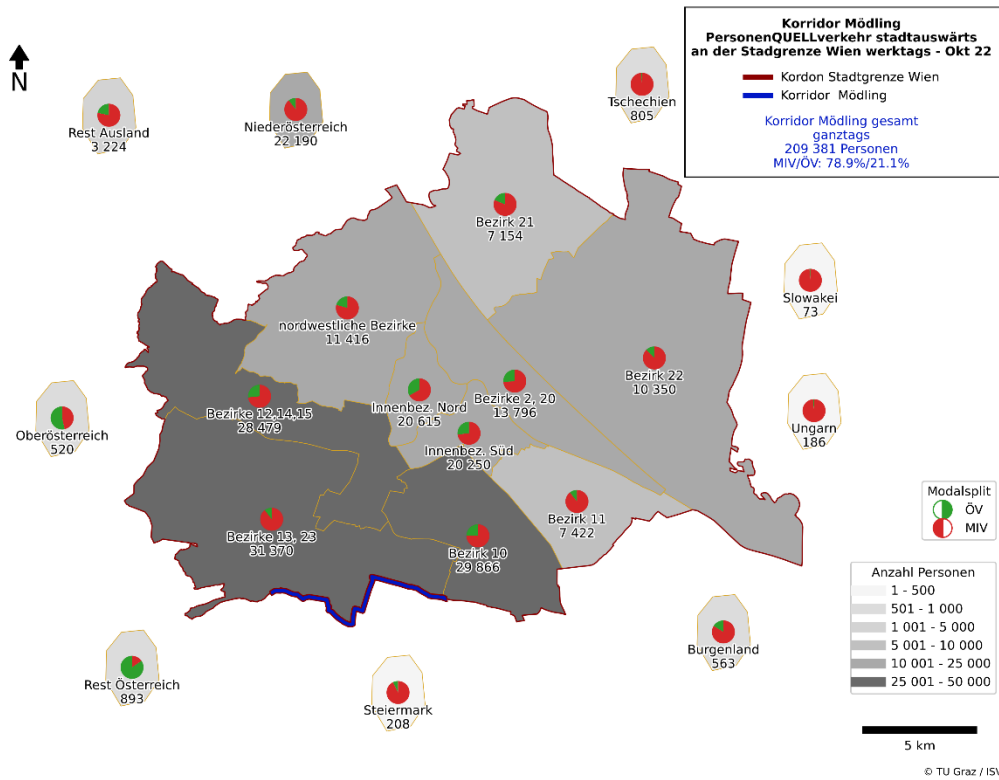 Korridor Mödling
PersonenQUELLverkehr stadtauswärts
an der Stadgrenze Wien werktags - Okt 22
Kordon Stadtgrenze Wien
Korridor Mödling
Korridor Mödling gesamt
ganztags
209 381 Personen
MIV/ÖV: 78.9%/21.1%
N
Rest Ausland
3 224
Niederösterreich
22 190
Tschechien
805
Bezirk 21
7 154
Slowakei
73
nordwestliche Bezirke
11 416
Bezirk 22
10 350
Bezirke 12,14,15
28 479
Innenbez. Nord
20 615
Bezirke 2, 20
13 796
Oberösterreich
520
Ungarn
186
Innenbez. Süd
20 250
Bezirk 11
7 422
Bezirke 13, 23
31 370
Bezirk 10
29 866
Modalsplit
ÖV
MIV
Anzahl Personen
1 - 500
501 - 1 000
1 001 - 5 000
5 001 - 10 000
10 001 - 25 000
25 001 - 50 000
Burgenland
563
Rest Österreich
893
Steiermark
208
5 km
© TU Graz / ISV